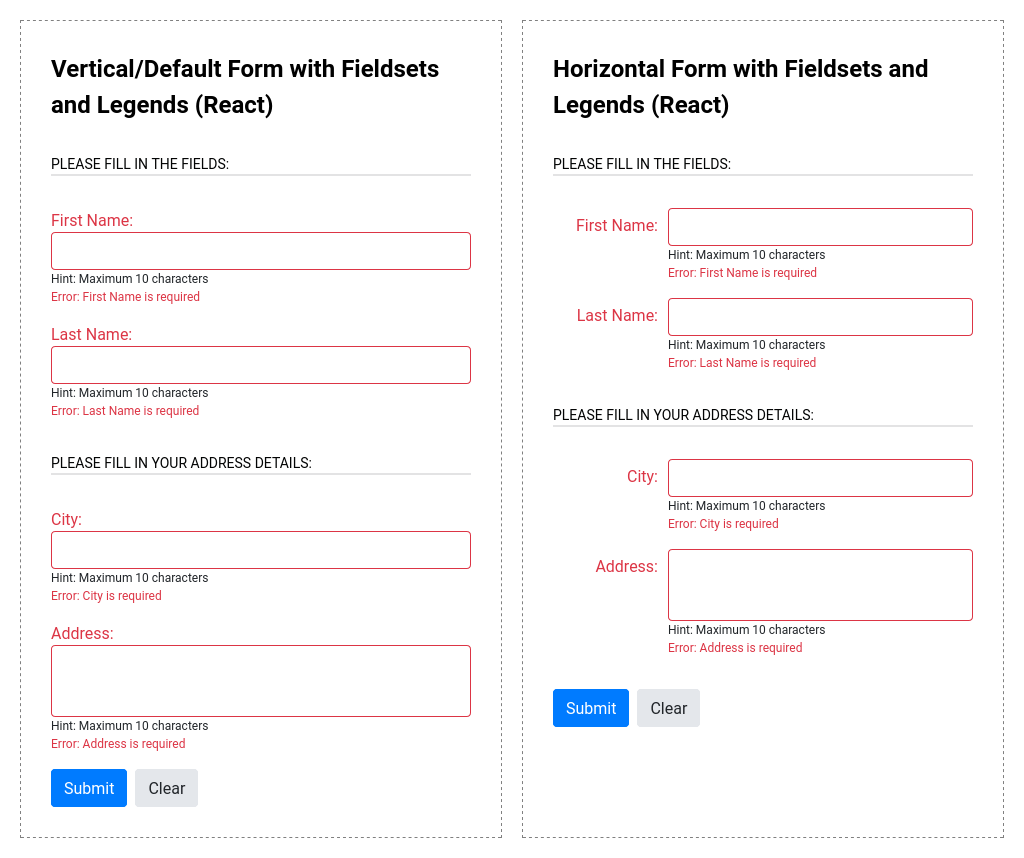 Vertical/Default Form with Fieldsets
and Legends (React)
PLEASE FILL IN THE FIELDS:
First Name:
Hint: Maximum 10 characters
Error: First Name is required
Last Name:
Hint: Maximum 10 characters
Error: Last Name is required
PLEASE FILL IN YOUR ADDRESS DETAILS:
City:
Hint: Maximum 10 characters
Error: City is required
Address:
Hint: Maximum 10 characters
Error: Address is required
Submit Clear
Horizontal Form with Fieldsets and
Legends (React)
PLEASE FILL IN THE FIELDS:
First Name:
Hint: Maximum 10 characters
Error: First Name is required
Last Name:
Hint: Maximum 10 characters
Error: Last Name is required
PLEASE FILL IN YOUR ADDRESS DETAILS:
City:
Hint: Maximum 10 characters
Error: City is required
Address:
Hint: Maximum 10 characters
Error: Address is required
Submit Clear